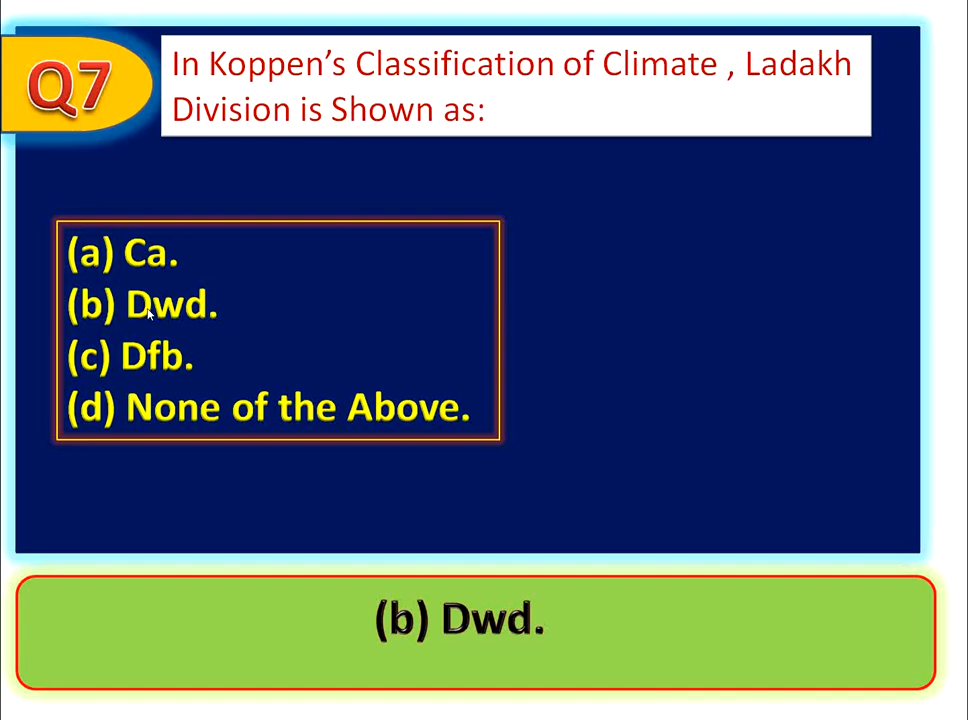 Q7
In Koppen’s Classification of Climate , Ladakh
Division is Shown as:
(a) Ca.
(b) Dwd.
(c) Dfb.
(d) None of the Above.
(b) Dwd.